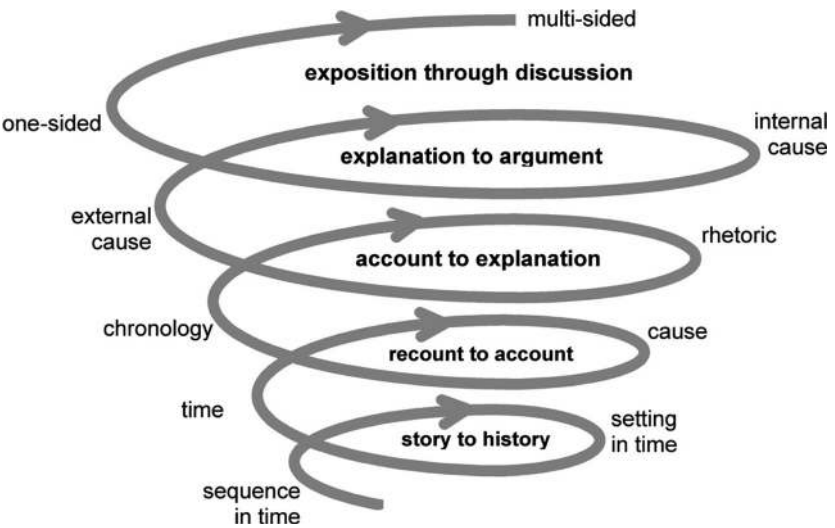 multi-sided
exposition through discussion
one-sided
internal
cause
explanation to argument
external
cause
rhetoric
account to explanation
chronology
cause
recount to account
time
setting
in time
story to history
sequence
in time